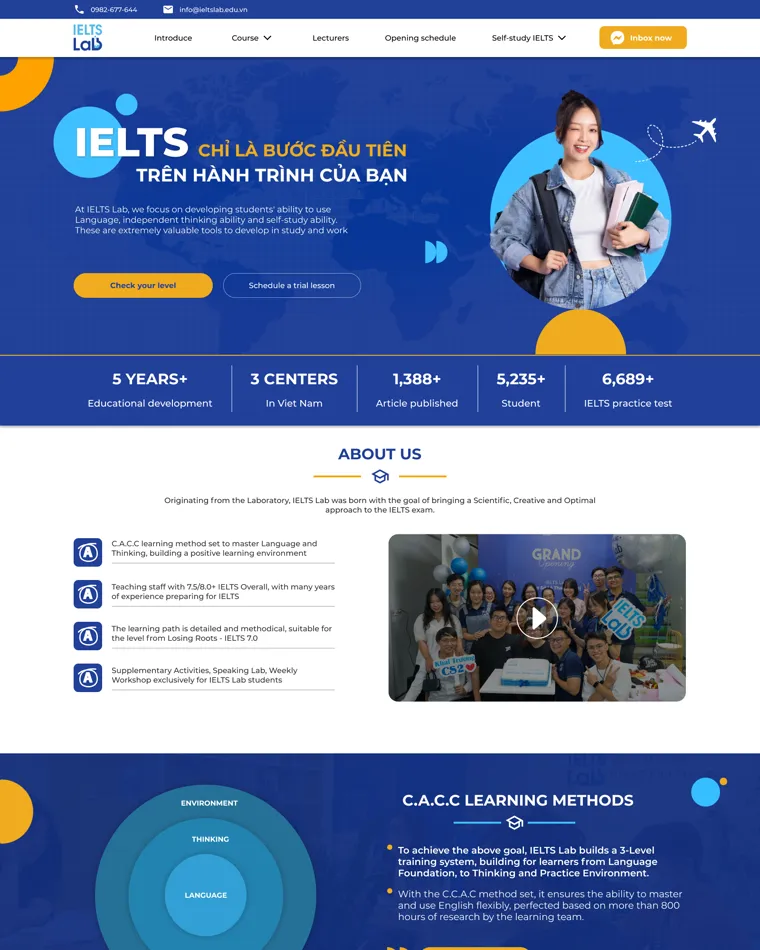 0982-677-644
info@ieltslab.edu.vn
IELTS
Lab
Introduce
Course
Lecturers
Opening schedule
Self-study IELTS
Inbox now
IELTS CHỈ LÀ BƯỚC ĐẦU TIÊN
TRÊN HÀNH TRÌNH CỦA BẠN
At IELTS Lab, we focus on developing students' ability to use
Language, independent thinking ability and self-study ability.
These are extremely valuable tools to develop in study and work
Check your level
Schedule a trial lesson
5 YEARS+
Educational development
3 CENTERS
In Viet Nam
1,388+
Article published
5,235+
Student
6,689+
IELTS practice test
ABOUT US
Originating from the Laboratory, IELTS Lab was born with the goal of bringing a Scientific, Creative and Optimal
approach to the IELTS exam.
C.A.C.C learning method set to master Language and
Thinking, building a positive learning environment
Teaching staff with 7.5/8.0+ IELTS Overall, with many years
of experience preparing for IELTS
The learning path is detailed and methodical, suitable for
the level from Losing Roots - IELTS 7.0
Supplementary Activities, Speaking Lab, Weekly
Workshop exclusively for IELTS Lab students
GRAND
Opening
IELTS
Lab
Khai Trương
CS2
ENVIRONMENT
THINKING
LANGUAGE
C.A.C.C LEARNING METHODS
To achieve the above goal, IELTS Lab builds a 3-Level
training system, building for learners from Language
Foundation, to Thinking and Practice Environment.
With the C.C.A.C method set, it ensures the ability to master
and use English flexibly, perfected based on more than 800
hours of research by the learning team.